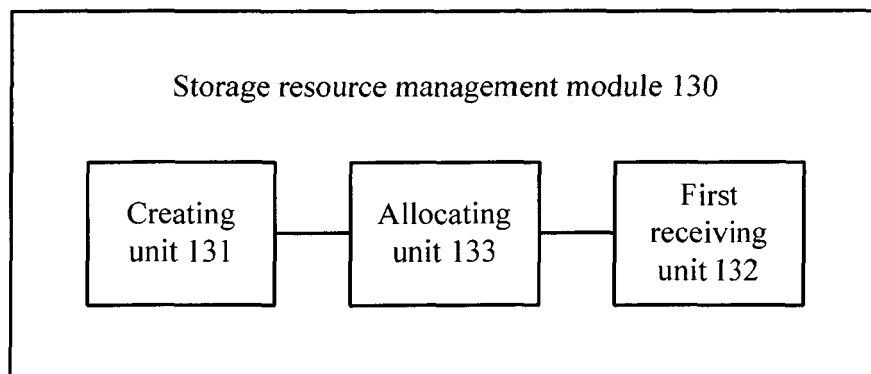 Storage resource management module 130
Creating
unit 131
Allocating
unit 133
First
receiving
unit 132